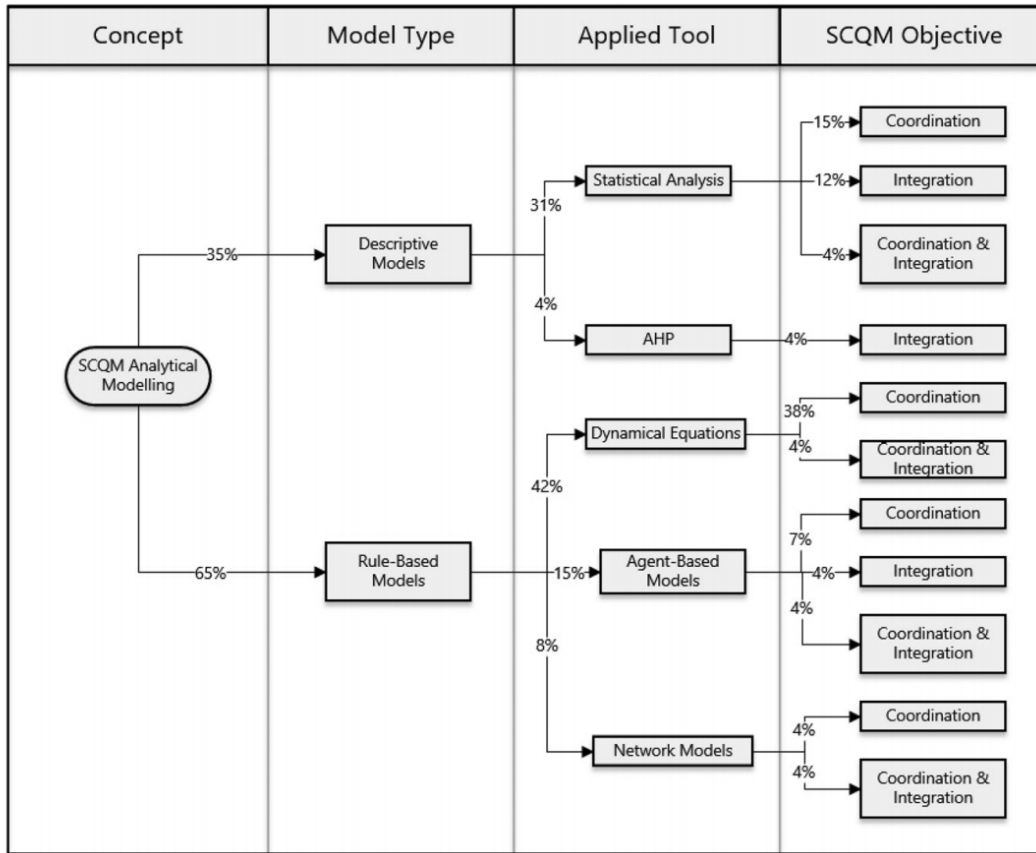 Concept
Model Type
Applied Tool
SCQM Objective
15%
Coordination
Statistical Analysis
12%
Integration
31%
35%
Descriptive
Models
4%
Coordination &
Integration
4%
AHP
4%
Integration
SCQM Analytical
Modelling
Coordination
38%
Dynamical Equations
4%
Coordination &
Integration
42%
Coordination
7%
65%
Rule-Based
Models
15%
Agent-Based
Models
4%
Integration
4%
Coordination &
Integration
8%
Coordination
4%
Network Models
4%
Coordination &
Integration